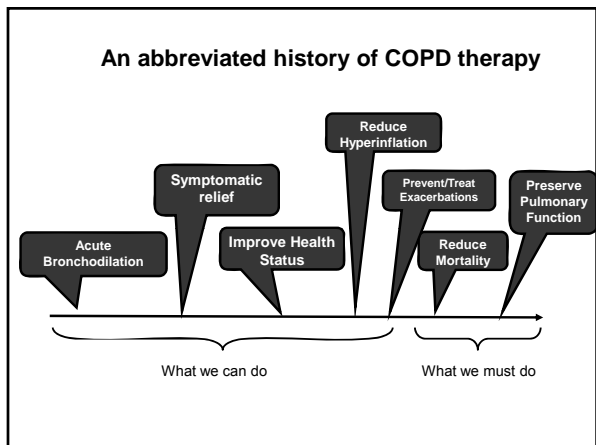 An abbreviated history of COPD therapy
Acute
Bronchodilation
Symptomatic
relief
Improve Health
Status
Reduce
Hyperinflation
Prevent/Treat
Exacerbations
Reduce
Mortality
Preserve
Pulmonary
Function
What we can do
What we must do